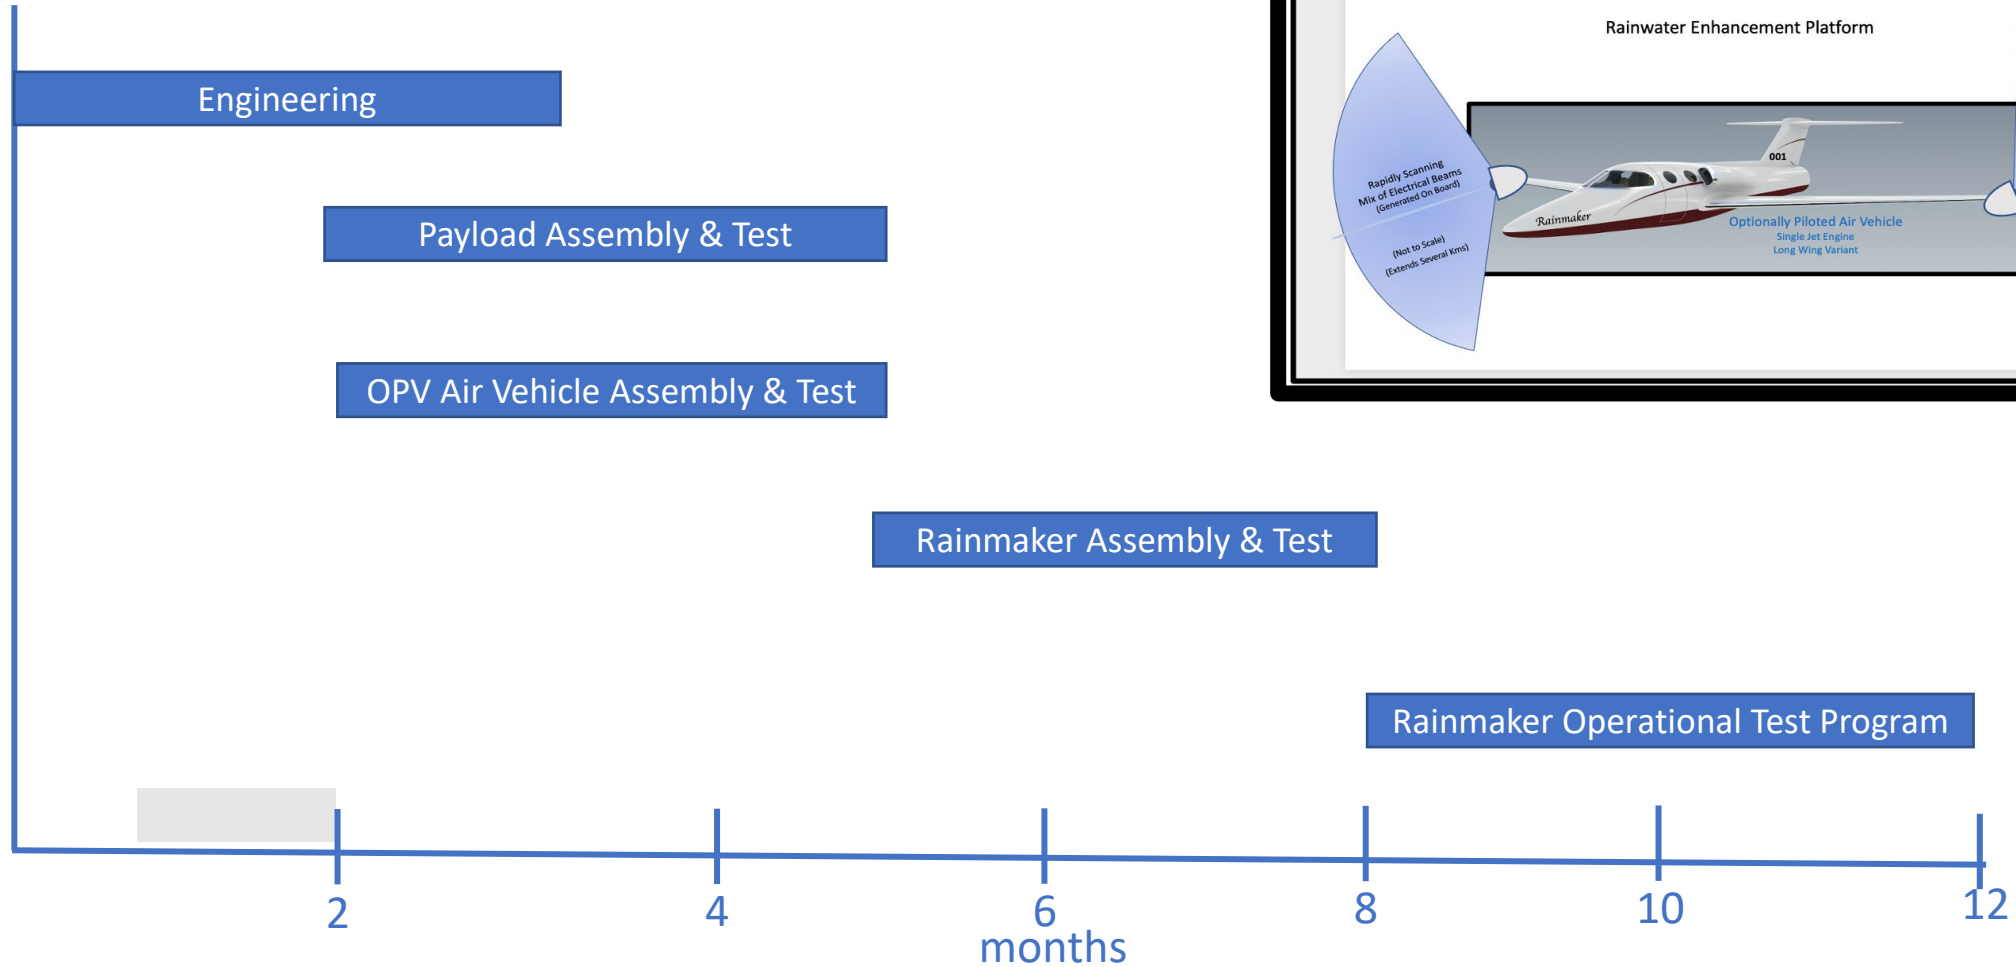 Rainwater Enhancement Platform
Engineering
Rapidly Scanning
Mix of Electrical Beams
(Generated On Board)
(Not to Scale)
(Extends Several Kms)
001
Rainmaker
Optionally Piloted Air Vehicle
Single Jet Engine
Long Wing Variant
Payload Assembly & Test
OPV Air Vehicle Assembly & Test
Rainmaker Assembly & Test
Rainmaker Operational Test Program
2
4
6
8
10
12
months